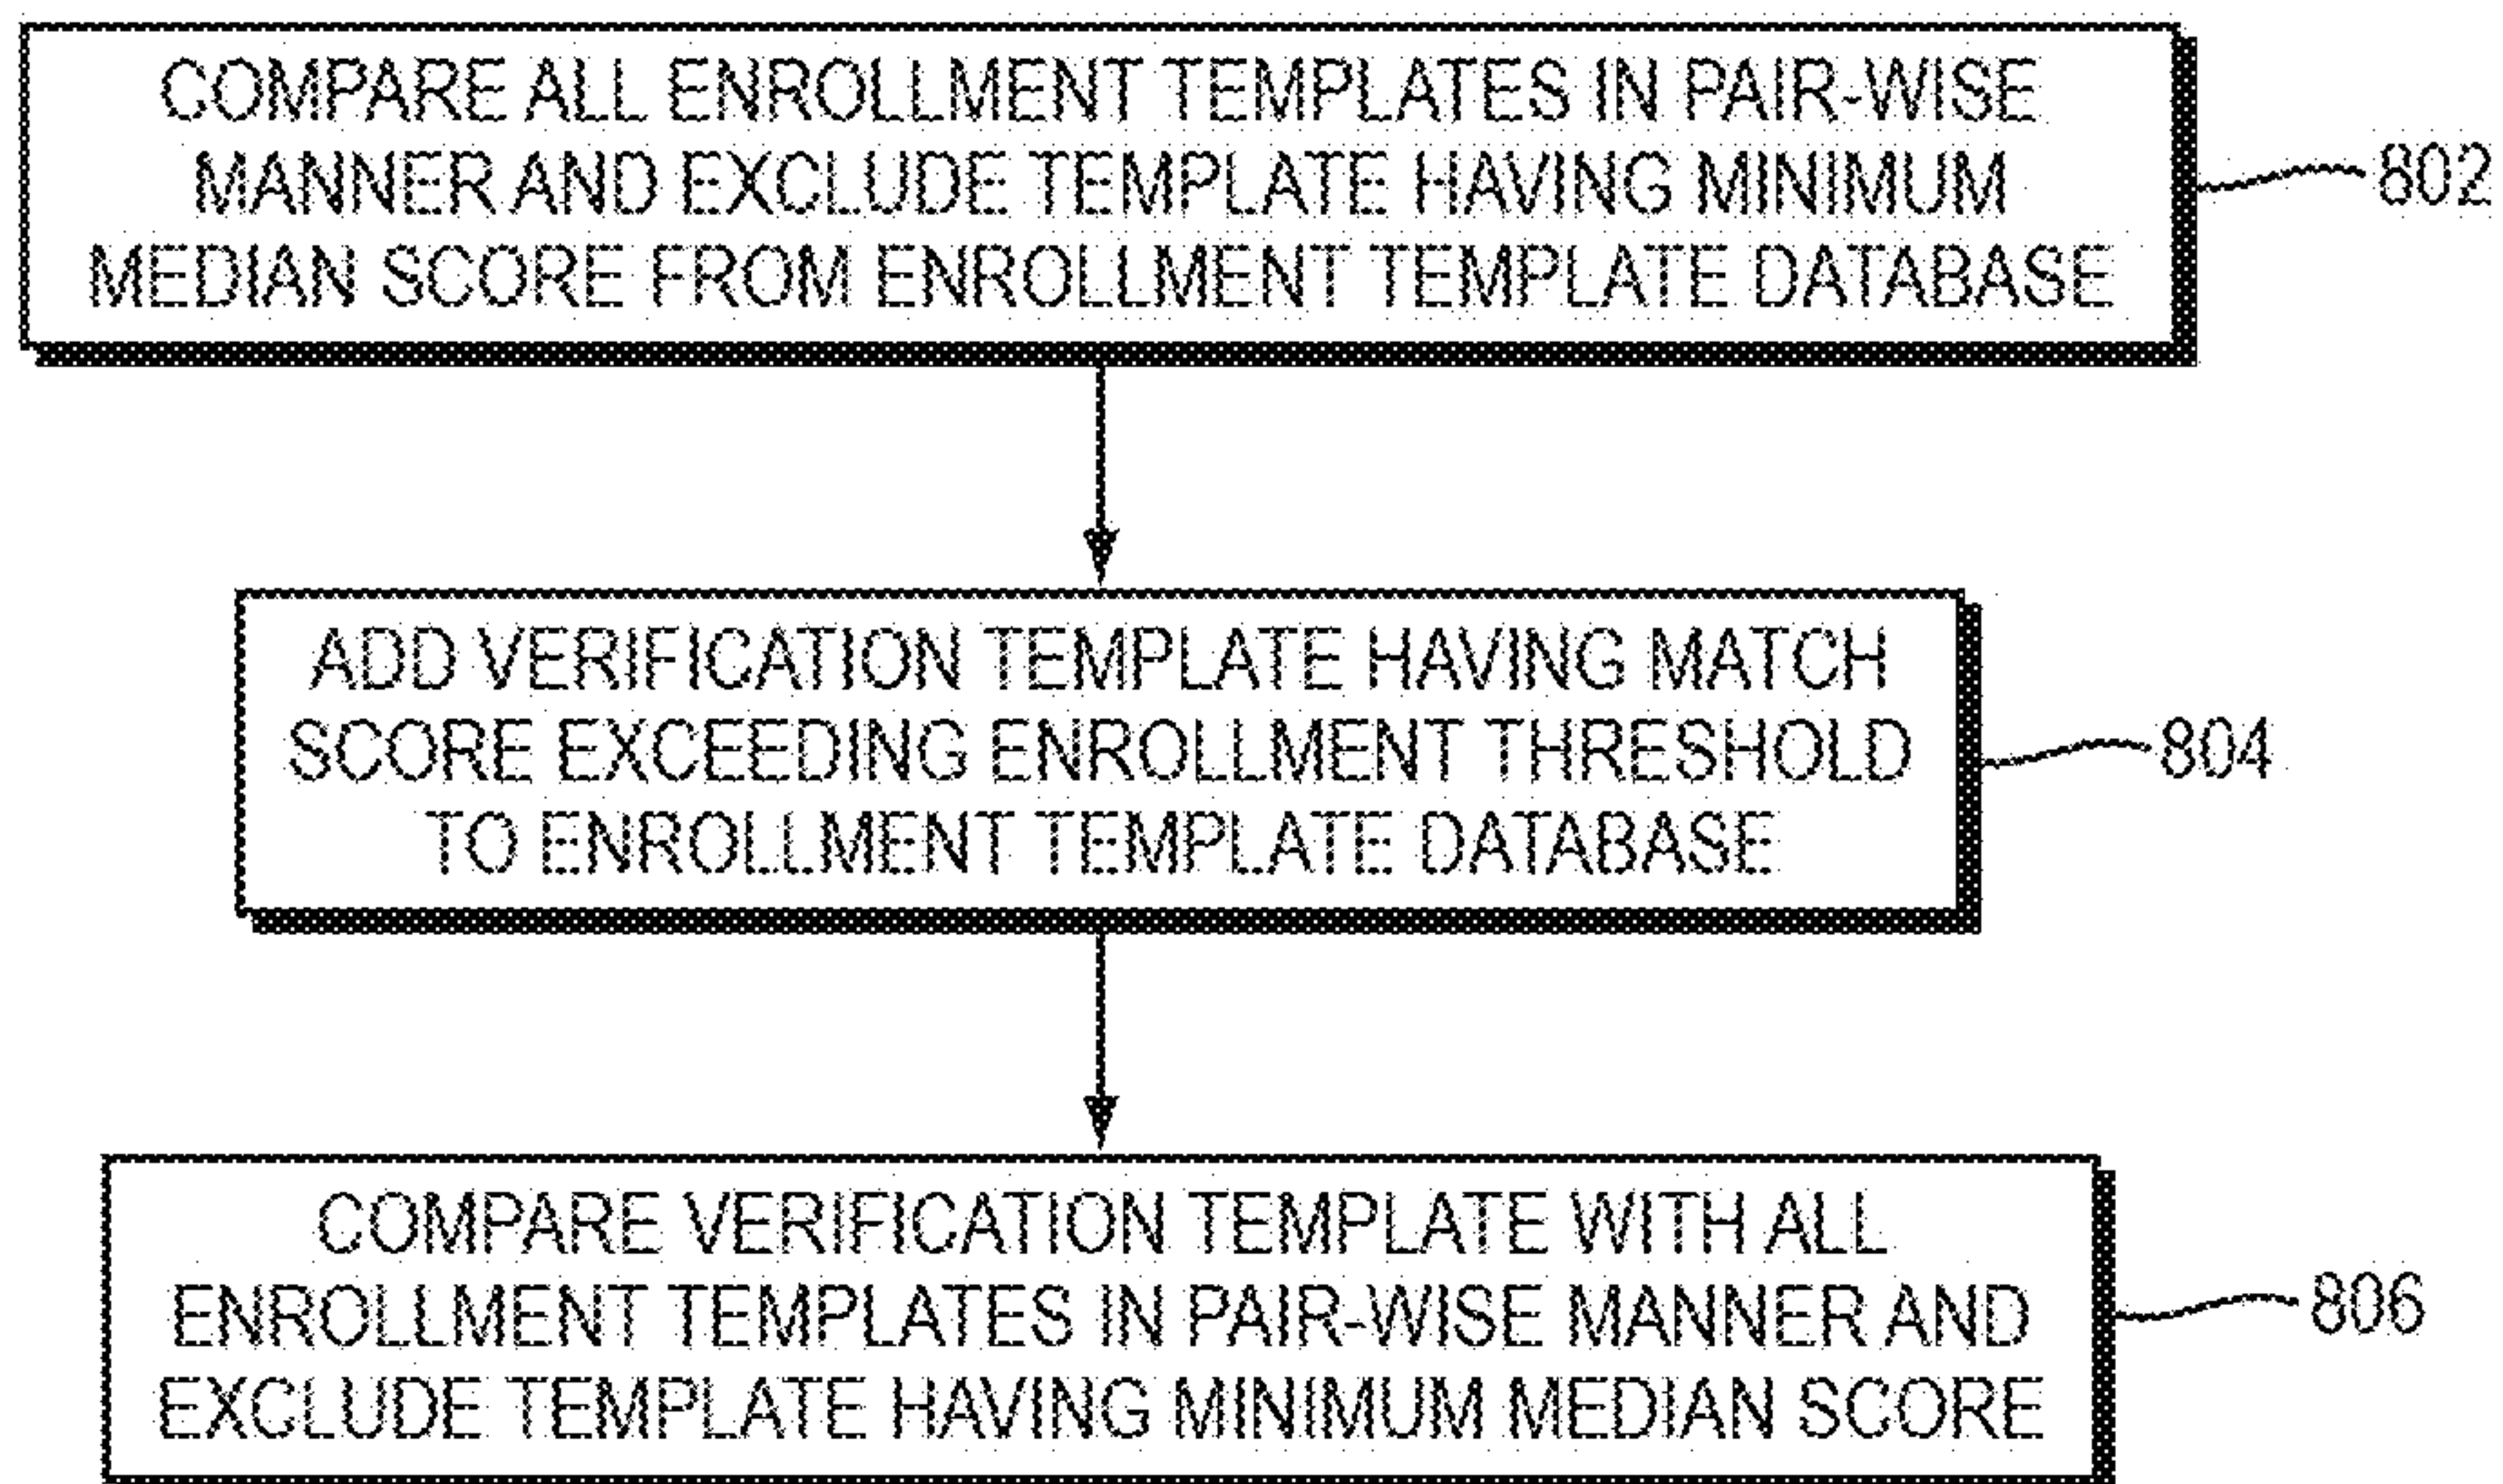 COMPARE ALL ENROLLMENT TEMPLATES IN PAIR-WISE
MANNER AND EXCLUDE TEMPLATE HAVING MINIMUM
MEDIAN SCORE FROM ENROLLMENT TEMPLATE DATABASE
802
ADD VERIFICATION TEMPLATE HAVING MATCH
SCORE EXCEEDING ENROLLMENT THRESHOLD
TO ENROLLMENT TEMPLATE DATABASE
804
COMPARE VERIFICATION TEMPLATE WITH ALL
ENROLLMENT TEMPLATES IN PAIR-WISE MANNER AND
EXCLUDE TEMPLATE HAVING MINIMUM MEDIAN SCORE
806